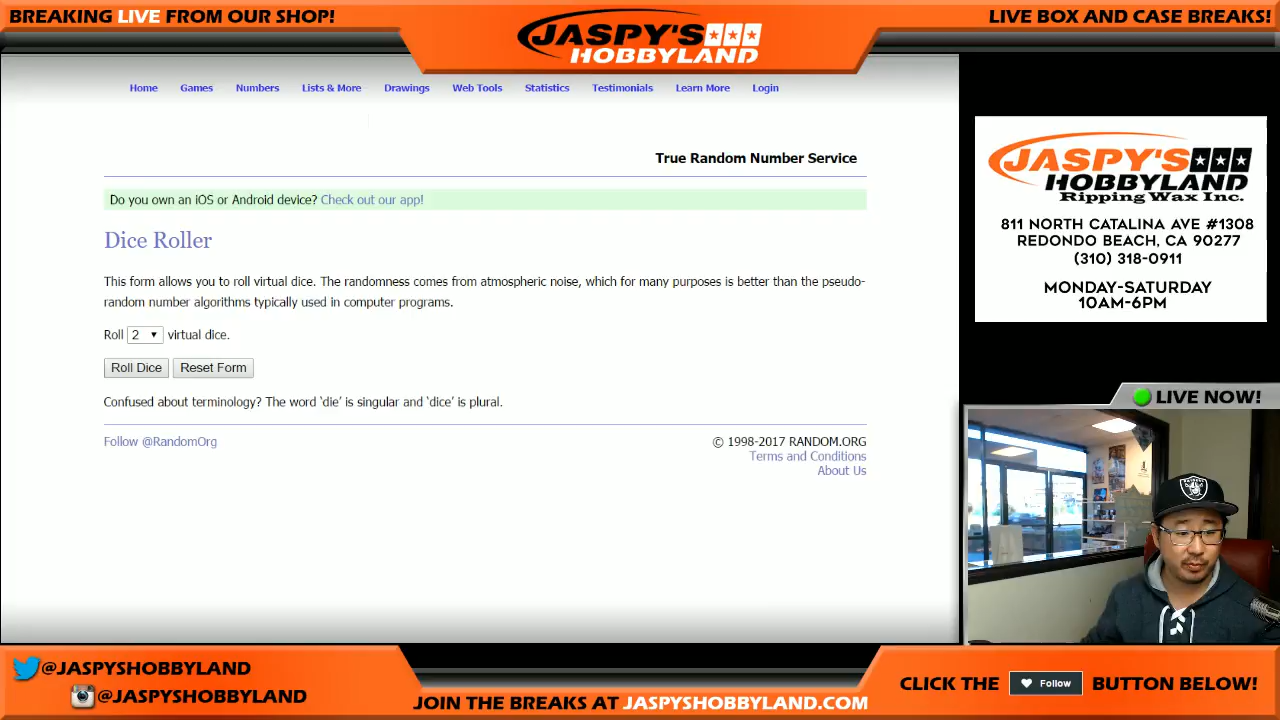 BREAKING LIVE FROM OUR SHOP!
JASPY'S
HOBBYLAND
LIVE BOX AND CASE BREAKS!
Home Games Numbers Lists & More Drawings Web Tools Statistics Testimonials Learn More Login
True Random Number Service
Do you own an iOS or Android device? Check out our app!
Dice Roller
This form allows you to roll virtual dice. The randomness comes from atmospheric noise, which for many purposes is better than the pseudo-
random number algorithms typically used in computer programs.
Roll 2 virtual dice.
Roll Dice Reset Form
Confused about terminology? The word ‘die’ is singular and ‘dice’ is plural.
Follow @RandomOrg
© 1998-2017 RANDOM.ORG
Terms and Conditions
About Us
JASPY'S
HOBBYLAND
Ripping Wax Inc.
811 NORTH CATALINA AVE #1308
REDONDO BEACH, CA 90277
(310) 318-0911
MONDAY-SATURDAY
10AM-6PM
LIVE NOW!
@JASPYSHOBBYLAND
@JASPYSHOBBYLAND
JOIN THE BREAKS AT JASPYSHOBBYLAND.COM
CLICK THE Follow BUTTON BELOW!